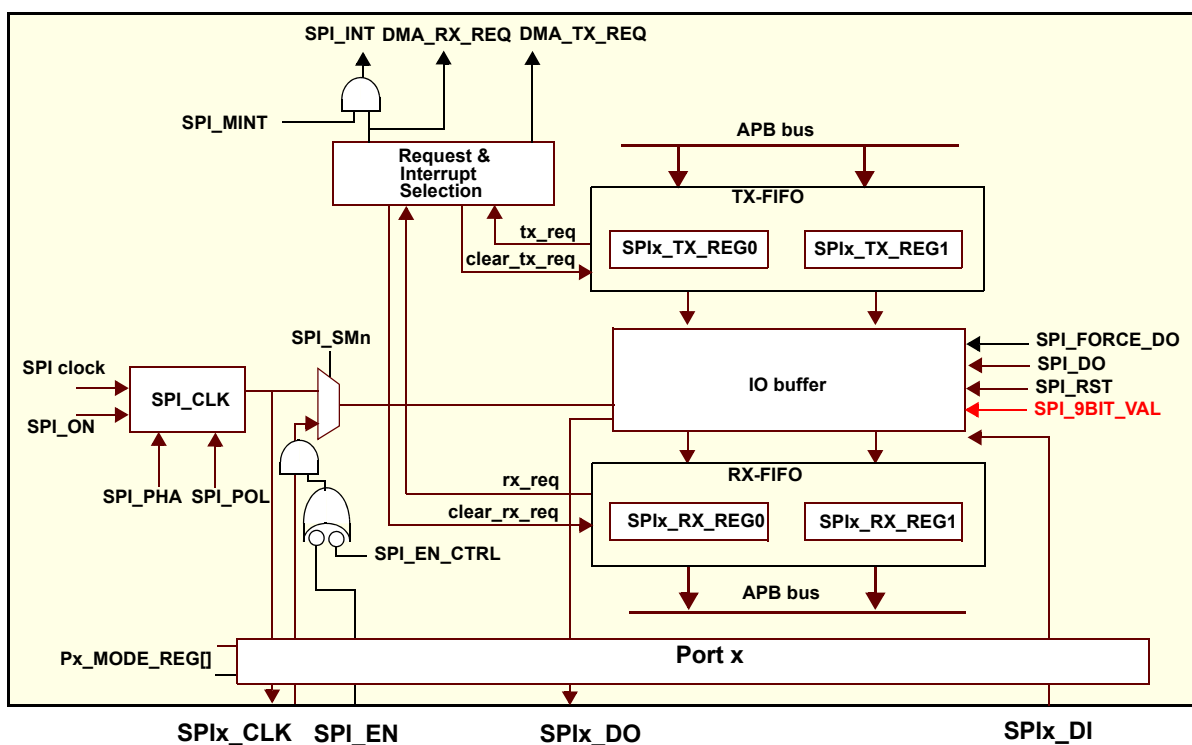 SPI_INT DMA_RX_REQ DMA_TX_REQ
SPI_MINT
APB bus
Request &
Interrupt
Selection
TX-FIFO
tx_req
SPIx_TX_REG0
SPIx_TX_REG1
clear_tx_req
SPI_SMn
SPI_FORCE_DO
SPI clock
SPI_DO
IO buffer
SPI_CLK
SPI_RST
SPI_9BIT_VAL
SPI_ON
RX-FIFO
rx_req
SPI_PHA
SPI_POL
clear_rx_req
SPIx_RX_REG0
SPIx_RX_REG1
SPI_EN_CTRL
APB bus
Px_MODE_REG[]
Port x
SPIx_CLK SPI_EN SPIx_DO SPIx_DI